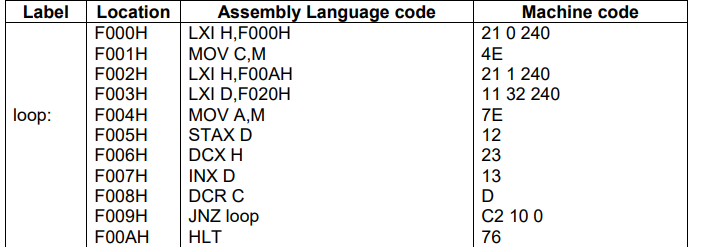 Label Location Assembly Language code Machine code
F000H LXI H,F000H 21 0 240
F001H MOV C,M 4E
F002H LXI H,F00AH 21 1 240
F003H LXI D,F020H 11 32 240
loop: F004H MOV A,M 7E
F005H STAX D 12
F006H DCX H 23
F007H INX D 13
F008H DCR C D
F009H JNZ loop C2 10 0
F00AH HLT 76